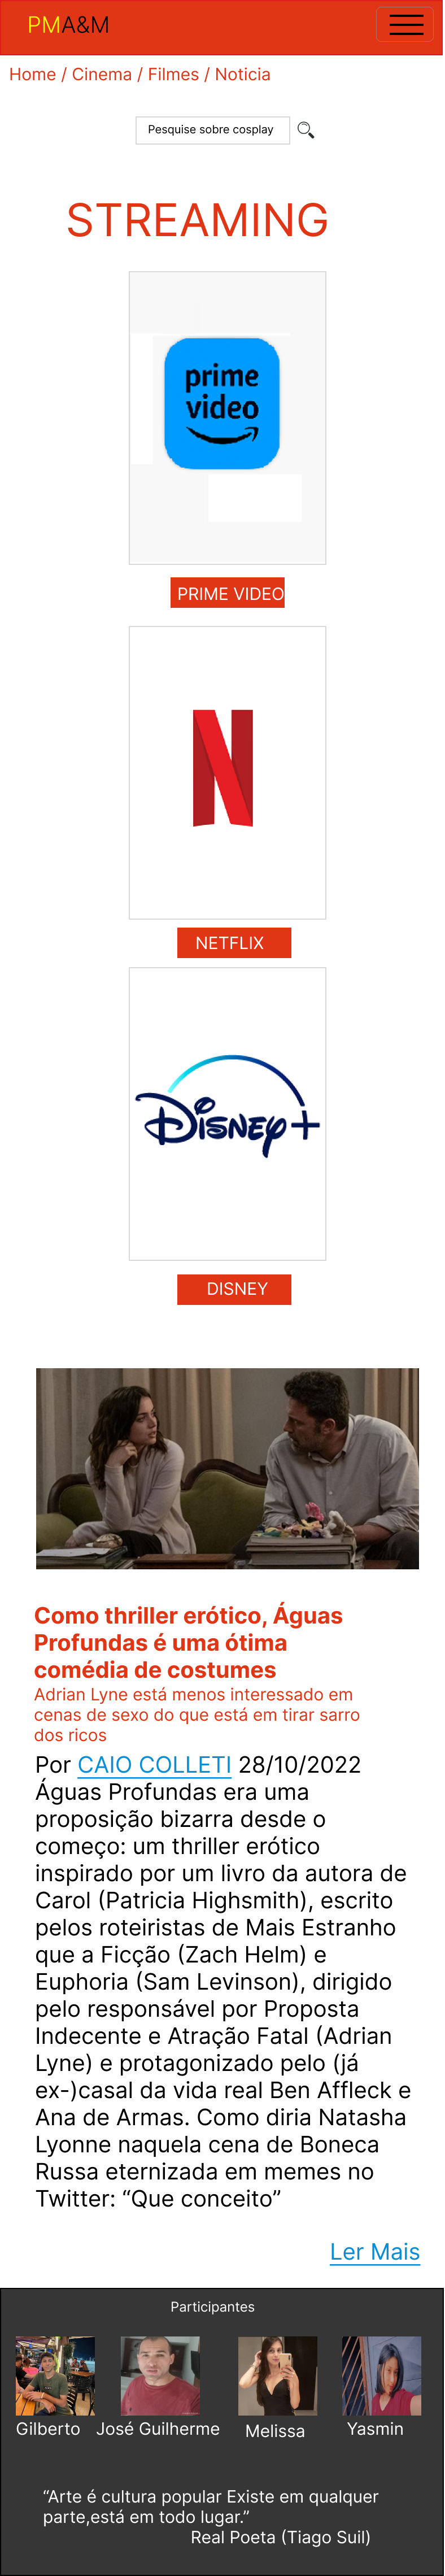 PMA&M
Home / Cinema / Filmes / Noticia
Pesquise sobre cosplay
STREAMING
prime
video
PRIME VIDEO
N
NETFLIX
Disney+
DISNEY
Como thriller erótico, Águas
Profundas é uma ótima
comédia de costumes
Adrian Lyne está menos interessado em
cenas de sexo do que está em tirar sarro
dos ricos
Por CAIO COLLETI 28/10/2022
Águas Profundas era uma
proposição bizarra desde o
começo: um thriller erótico
inspirado por um livro da autora de
Carol (Patricia Highsmith), escrito
pelos roteiristas de Mais Estranho
que a Ficção (Zach Helm) e
Euphoria (Sam Levinson), dirigido
pelo responsável por Proposta
Indecente e Atração Fatal (Adrian
Lyne) e protagonizado pelo (já
ex-)casal da vida real Ben Affleck e
Ana de Armas. Como diria Natasha
Lyonne naquela cena de Boneca
Russa eternizada em memes no
Twitter: “Que conceito”
Ler Mais
Participantes
Gilberto José Guilherme Melissa Yasmin
“Arte é cultura popular Existe em qualquer
parte,está em todo lugar.”
Real Poeta (Tiago Suil)